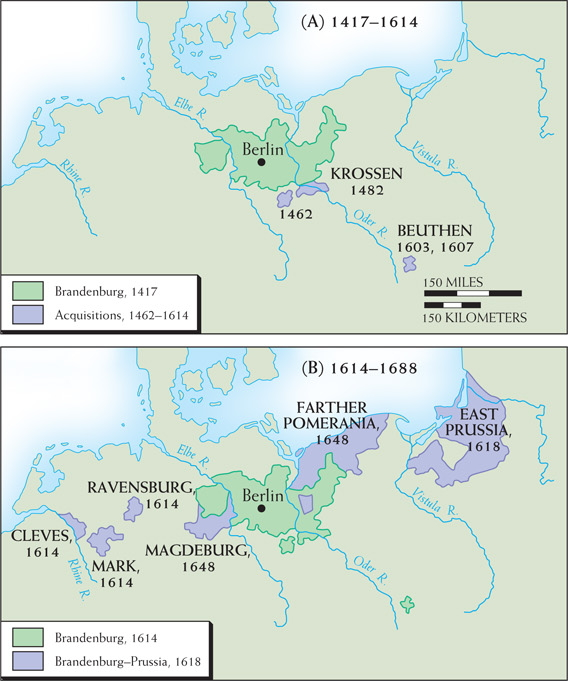 (A) 1417–1614
Elbe R.
Berlin
Rhine R.
Vistula R.
KROSSEN
1482
1462
Oder R.
BEUTHEN
1603, 1607
150 MILES
150 KILOMETERS
Brandenburg, 1417
Acquisitions, 1462–1614
(B) 1614–1688
FARTHER
POMERANIA,
1648
EAST
PRUSSIA,
1618
Elbe R.
RAVENSBURG,
1614
Berlin
Vistula R.
CLEVES,
1614
MARK,
1614
MAGDEBURG,
1648
Rhine R.
Oder R.
Brandenburg, 1614
Brandenburg–Prussia, 1618